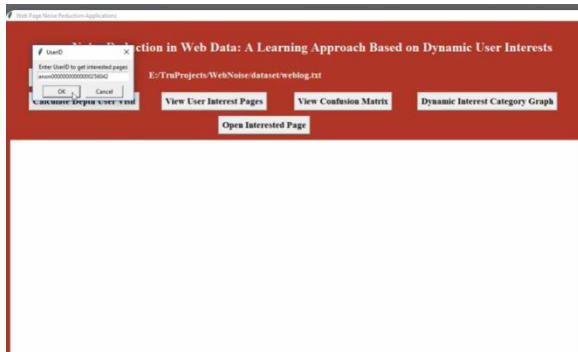 Web Page Noise Reduction-Applications
Noise Reduction in Web Data: A Learning Approach Based on Dynamic User Interests
UserID
Enter UserID to get interested pages
OK
Cancel
E:/TruProjects/WebNoise/dataset/weblog.txt
Calculate Depth User Visit
View User Interest Pages
View Confusion Matrix
Dynamic Interest Category Graph
Open Interested Page